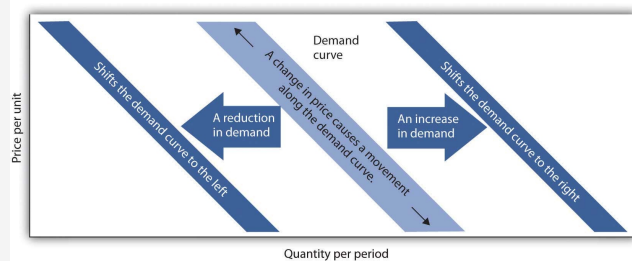 Price per unit
Shifts the demand curve to the left
A reduction
in demand
A change in price causes a movement
along the demand curve.
Demand
curve
An increase
in demand
Shifts the demand curve to the right
Quantity per period